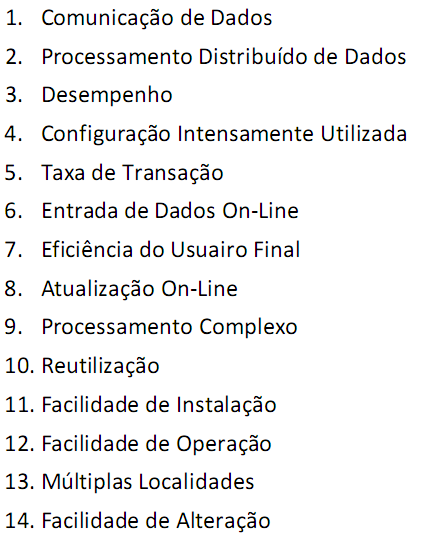 1. Comunicação de Dados
2. Processamento Distribuído de Dados
3. Desempenho
4. Configuração Intensamente Utilizada
5. Taxa de Transação
6. Entrada de Dados On-Line
7. Eficiência do Usuairo Final
8. Atualização On-Line
9. Processamento Complexo
10. Reutilização
11. Facilidade de Instalação
12. Facilidade de Operação
13. Múltiplas Localidades
14. Facilidade de Alteração